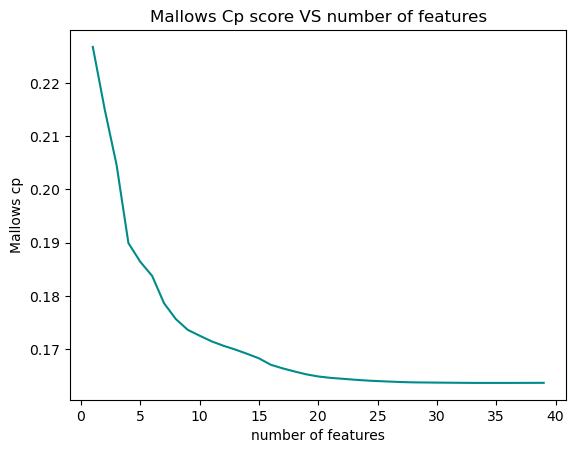 Mallows Cp score VS number of features
Mallows cp
0.22
0.21
0.20
0.19
0.18
0.17
0 5 10 15 20 25 30 35 40
number of features